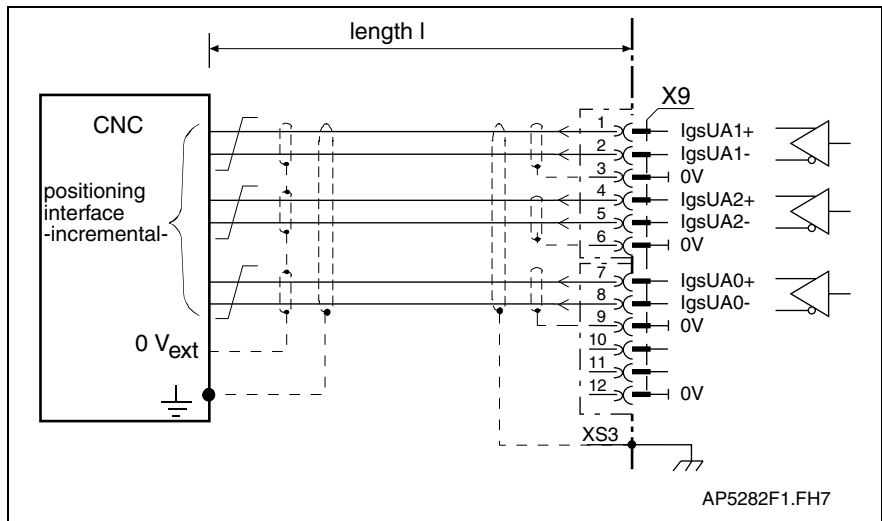 length l
X9
CNC
1 IgsUA1+
2 IgsUA1-
3 0V
positioning
interface
-incremental-
4 IgsUA2+
5 IgsUA2-
6 0V
7 IgsUA0+
8 IgsUA0-
9 0V
0 Vext
10
11
12 0V
XS3
AP5282F1.FH7